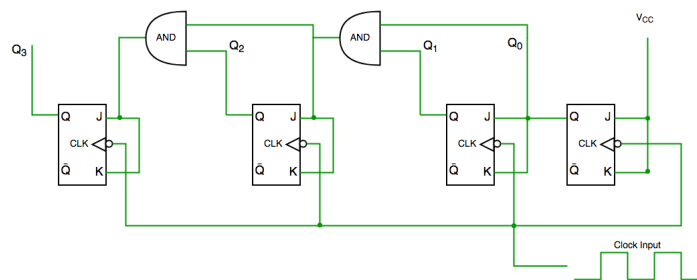 Q3
AND
Q2
AND
Q1
Q0
VCC
Q J
CLK
Q̄ K
Q J
CLK
Q̄ K
Q J
CLK
Q̄ K
Q J
CLK
Q̄ K
Clock Input